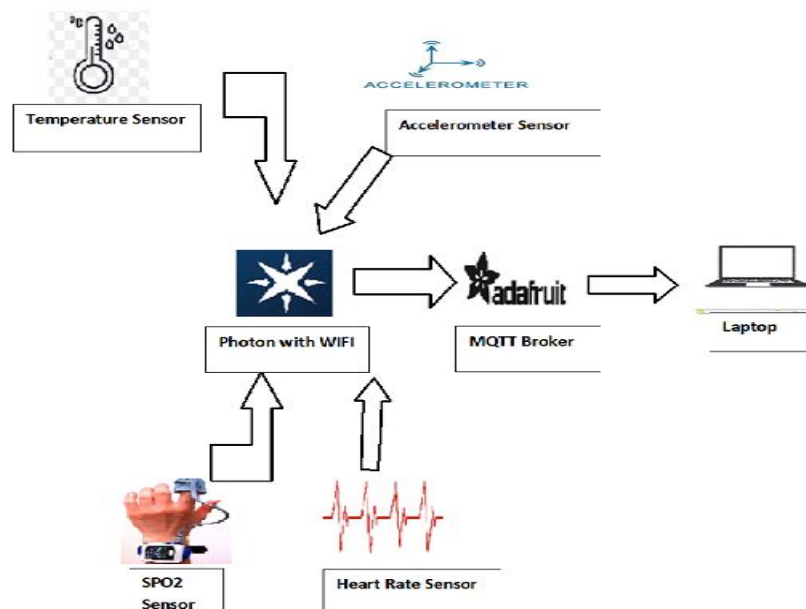 °C
ACCELEROMETER
Temperature Sensor
Accelerometer Sensor
adafruit
Photon with WIFI
MQTT Broker
Laptop
SPO2
Sensor
Heart Rate Sensor